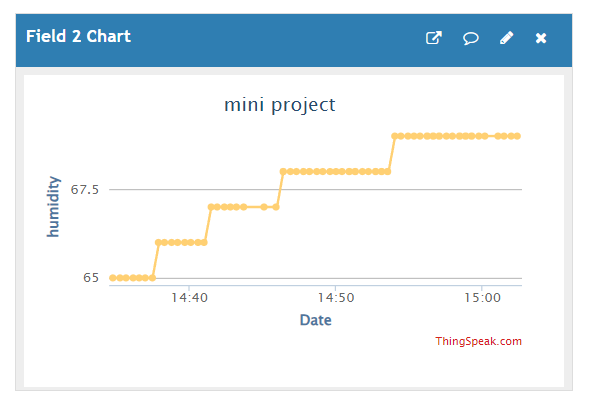 Field 2 Chart
mini project
humidity
67.5
65
14:40
14:50
15:00
Date
ThingSpeak.com